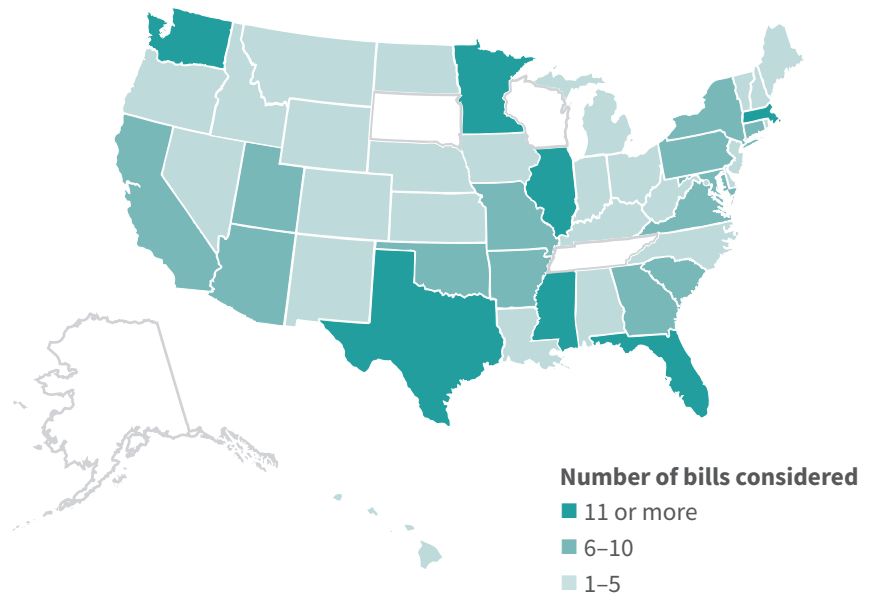 Number of bills considered
11 or more
6–10
1–5